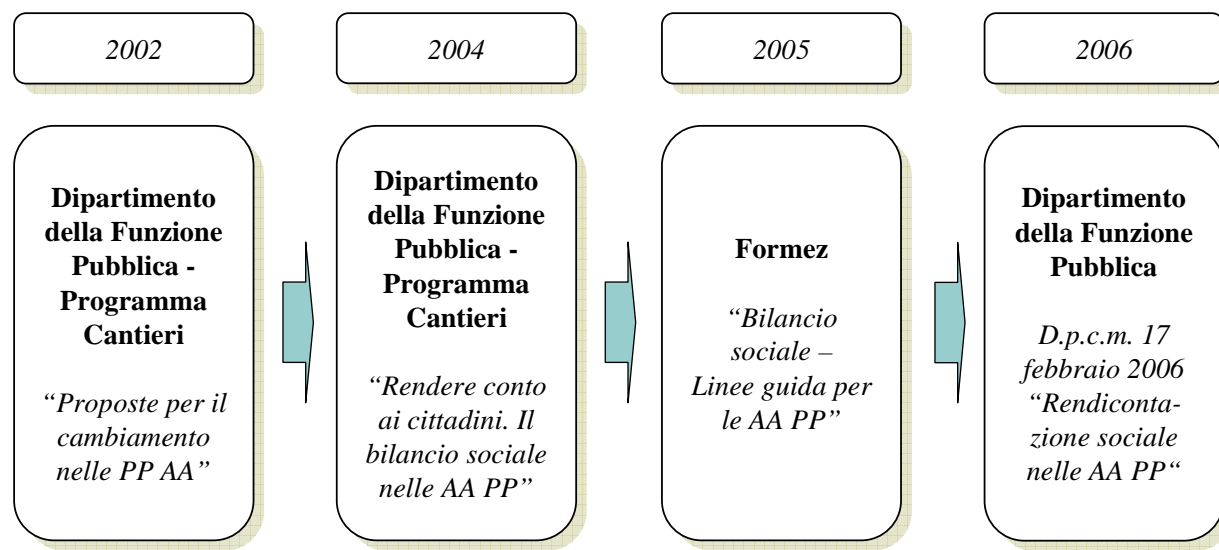 2002
2004
2005
2006
Dipartimento
della Funzione
Pubblica -
Programma
Cantieri
“Proposte per il
cambiamento
nelle PP AA”
Dipartimento
della Funzione
Pubblica -
Programma
Cantieri
“Rendere conto
ai cittadini. Il
bilancio sociale
nelle AA PP”
Formez
“Bilancio
sociale –
Linee guida per
le AA PP”
Dipartimento
della Funzione
Pubblica
D.p.c.m. 17
febbraio 2006
“Rendiconta-
zione sociale
nelle AA PP“